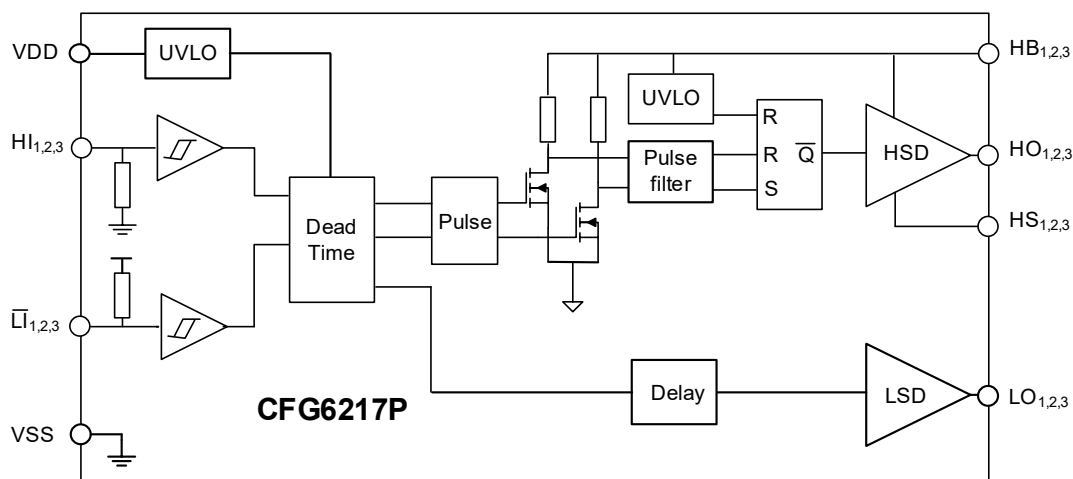 VDD
UVLO
HB1,2,3
UVLO
HI1,2,3
R
HSD
HO1,2,3
Pulse
filter
R
Q̅
S
Dead
Time
Pulse
HS1,2,3
L̅I̅1,2,3
CFG6217P
Delay
LSD
LO1,2,3
VSS